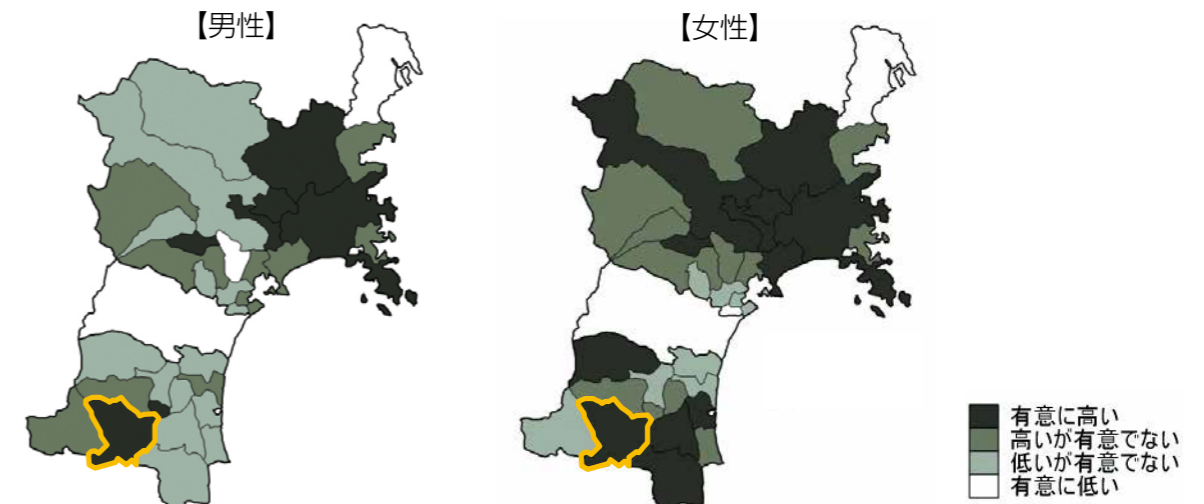 【男性】
【女性】
有意に高い
高いが有意でない
低いが有意でない
有意に低い